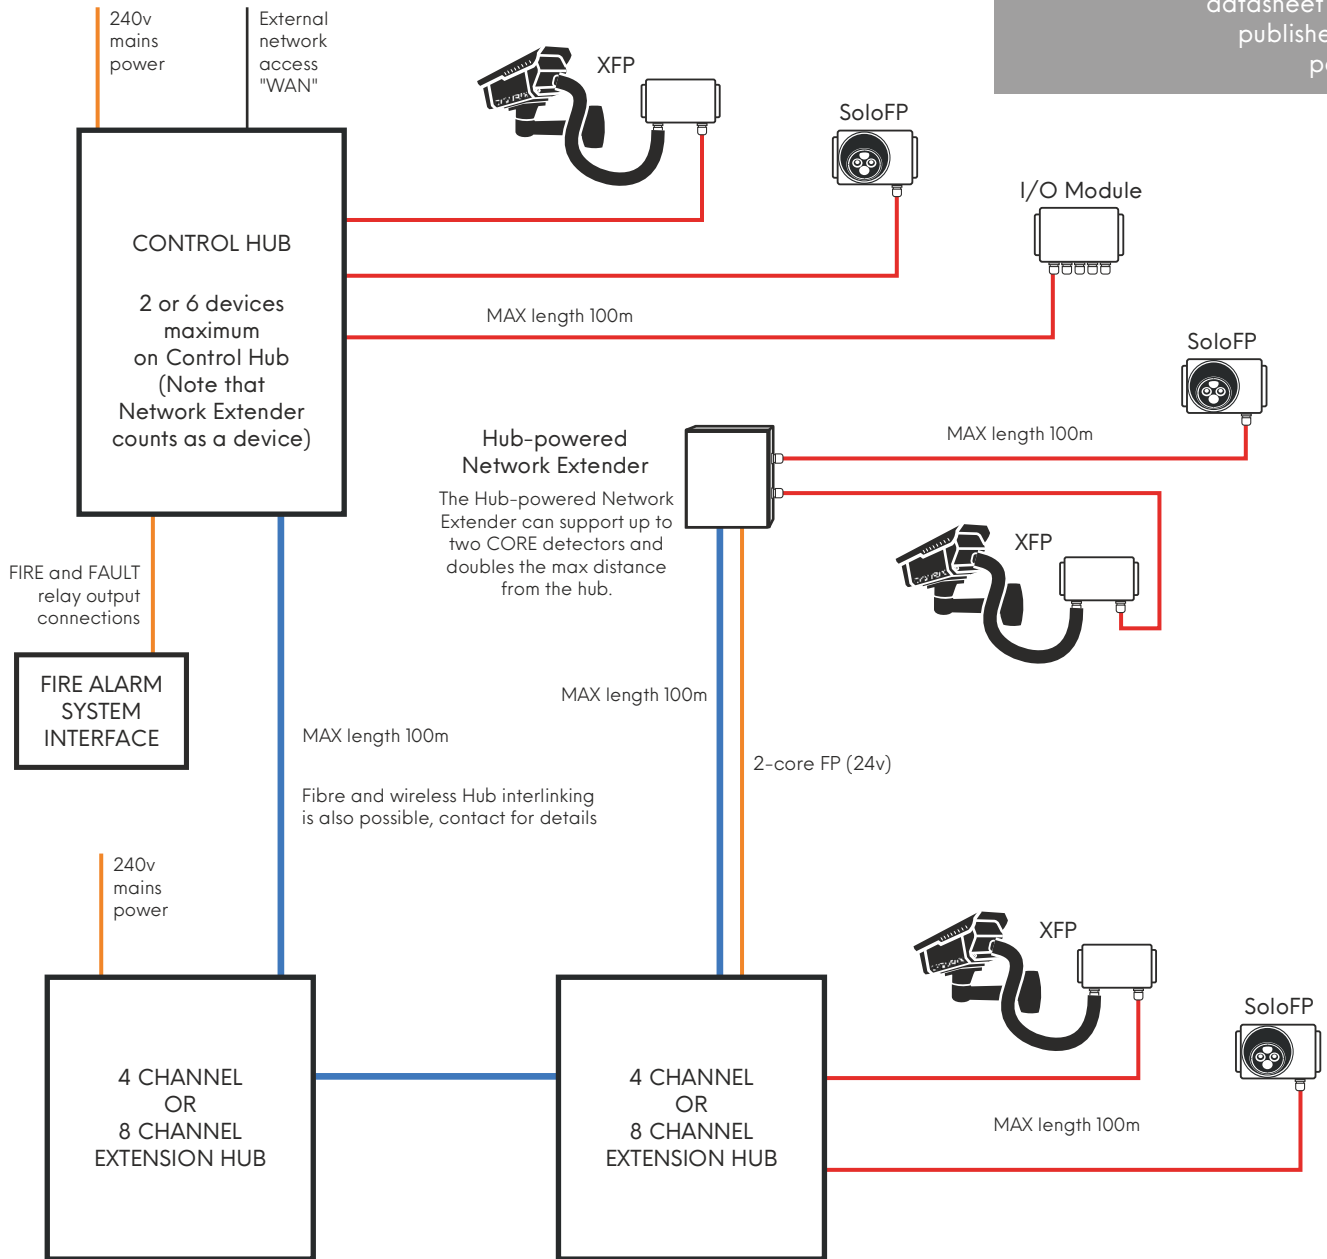 240v
mains
power
External
network
access
"WAN"
datasheet
publishe
XFP
SoloFP
I/O Module
CONTROL HUB
2 or 6 devices
maximum
on Control Hub
(Note that
Network Extender
counts as a device)
MAX length 100m
SoloFP
MAX length 100m
Hub-powered
Network Extender
The Hub-powered Network
Extender can support up to
two CORE detectors and
doubles the max distance
from the hub.
XFP
FIRE and FAULT
relay output
connections
FIRE ALARM
SYSTEM
INTERFACE
MAX length 100m
MAX length 100m
2-core FP (24v)
Fibre and wireless Hub interlinking
is also possible, contact for details
240v
mains
power
XFP
SoloFP
4 CHANNEL
OR
8 CHANNEL
EXTENSION HUB
4 CHANNEL
OR
8 CHANNEL
EXTENSION HUB
MAX length 100m